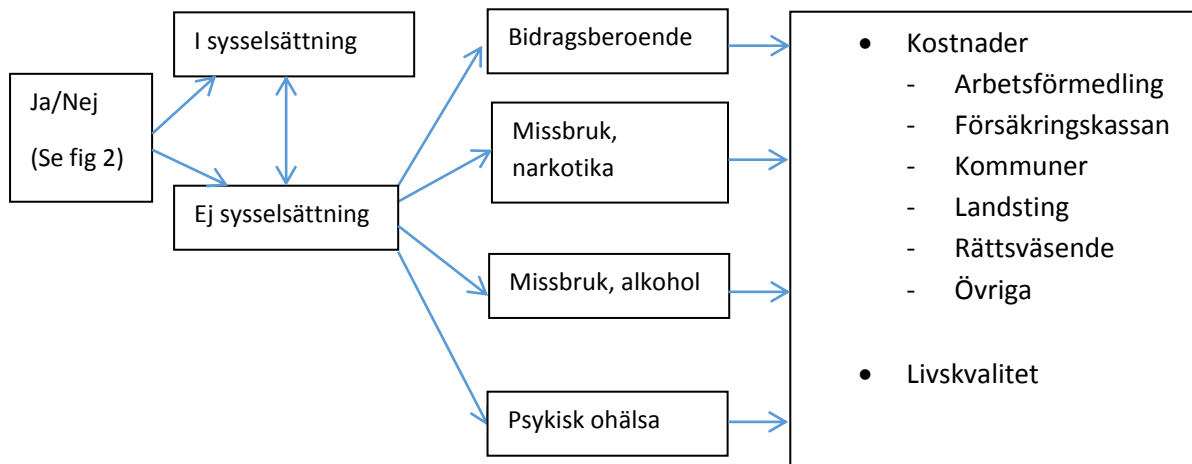 Ja/Nej
(Se fig 2)
I sysselsättning
Ej sysselsättning
Bidragsberoende
Missbruk,
narkotika
Missbruk, alkohol
Psykisk ohälsa
• Kostnader
- Arbetsförmedling
- Försäkringskassan
- Kommuner
- Landsting
- Rättsväsende
- Övriga
• Livskvalitet